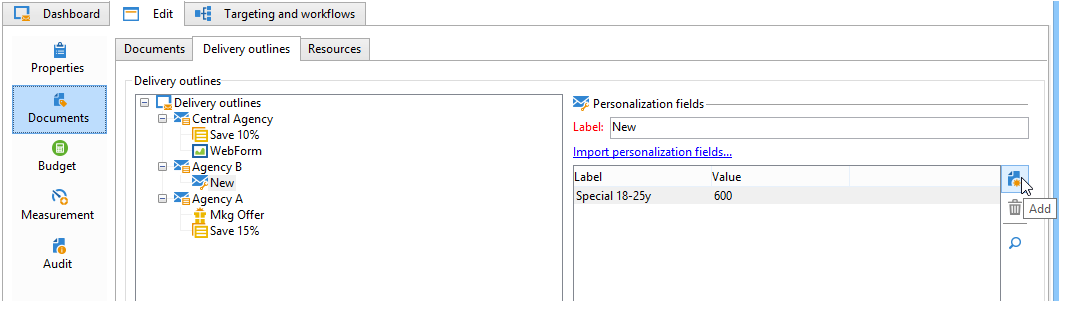 Dashboard Edit Targeting and workflows
Documents Delivery outlines Resources
Properties
Documents
Budget
Measurement
Audit
Delivery outlines
Delivery outlines
Central Agency
Save 10%
WebForm
Agency B
New
Agency A
Mkg Offer
Save 15%
Personalization fields
Label: New
Import personalization fields...
Label Value
Special 18-25y 600
Add